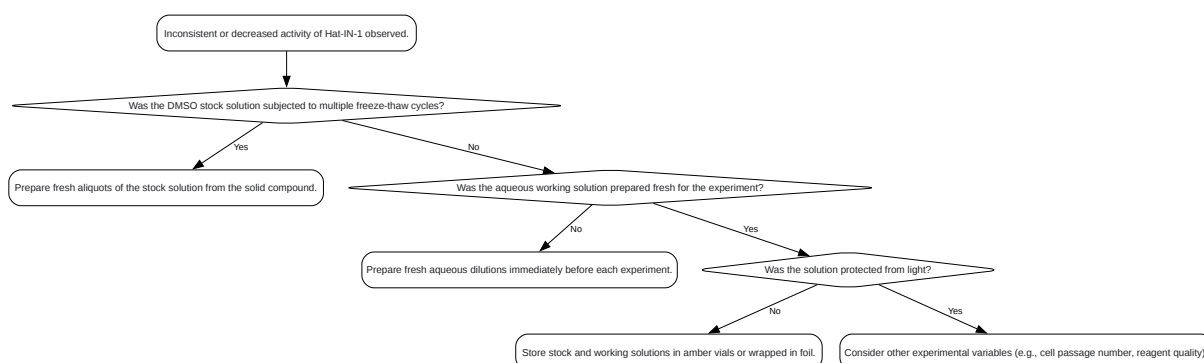 Inconsistent or decreased activity of Hat-IN-1 observed.
Was the DMSO stock solution subjected to multiple freeze-thaw cycles?
Yes
No
Prepare fresh aliquots of the stock solution from the solid compound.
Was the aqueous working solution prepared fresh for the experiment?
No
Yes
Prepare fresh aqueous dilutions immediately before each experiment.
Was the solution protected from light?
No
Yes
Store stock and working solutions in amber vials or wrapped in foil.
Consider other experimental variables (e.g., cell passage number, reagent quality)